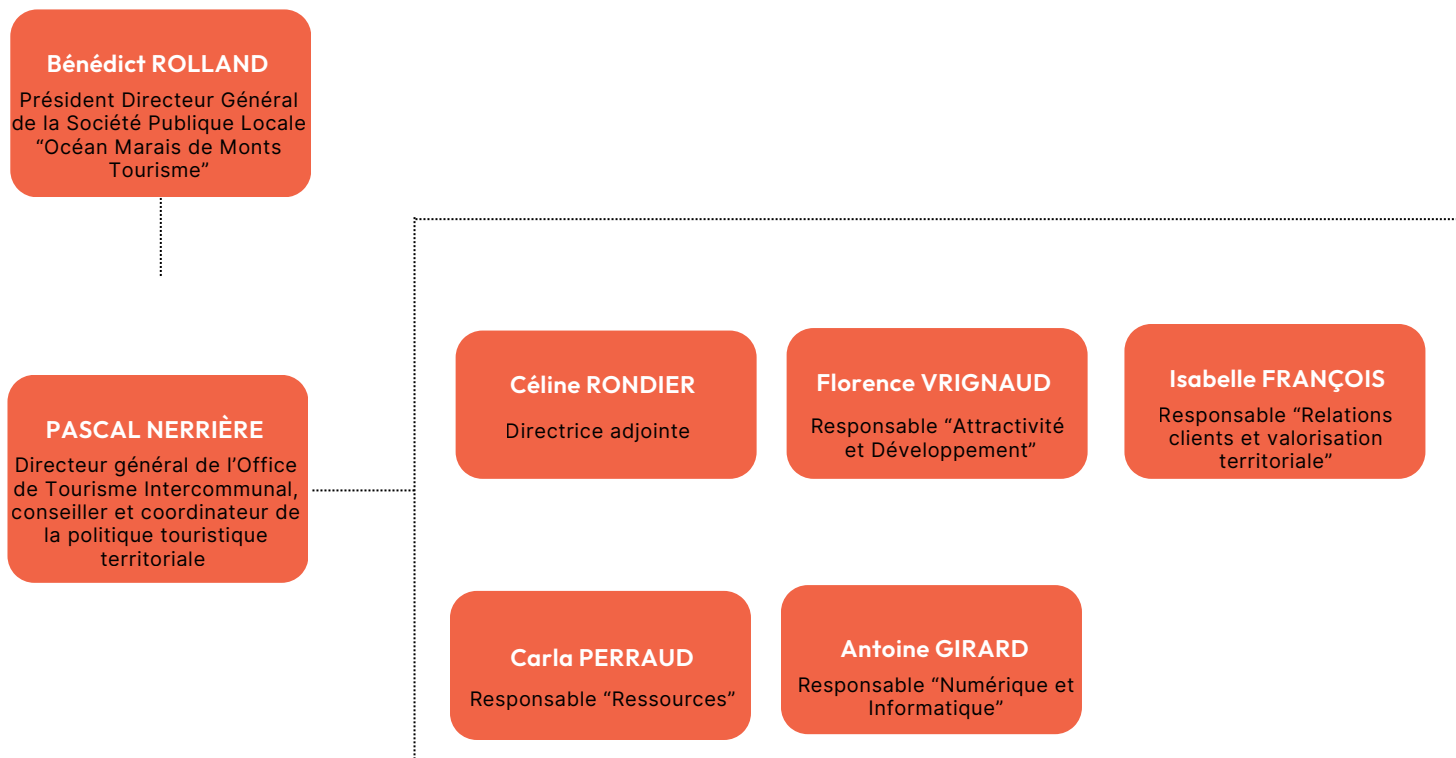 Bénédict ROLLAND
Président Directeur Général
de la Société Publique Locale
“Océan Marais de Monts
Tourisme”
PASCAL NERRIÈRE
Directeur général de l’Office
de Tourisme Intercommunal,
conseiller et coordinateur de
la politique touristique
territoriale
Céline RONDIER
Directrice adjointe
Florence VRIGNAUD
Responsable “Attractivité
et Développement”
Isabelle FRANÇOIS
Responsable “Relations
clients et valorisation
territoriale”
Carla PERRAUD
Responsable “Ressources”
Antoine GIRARD
Responsable “Numérique et
Informatique”